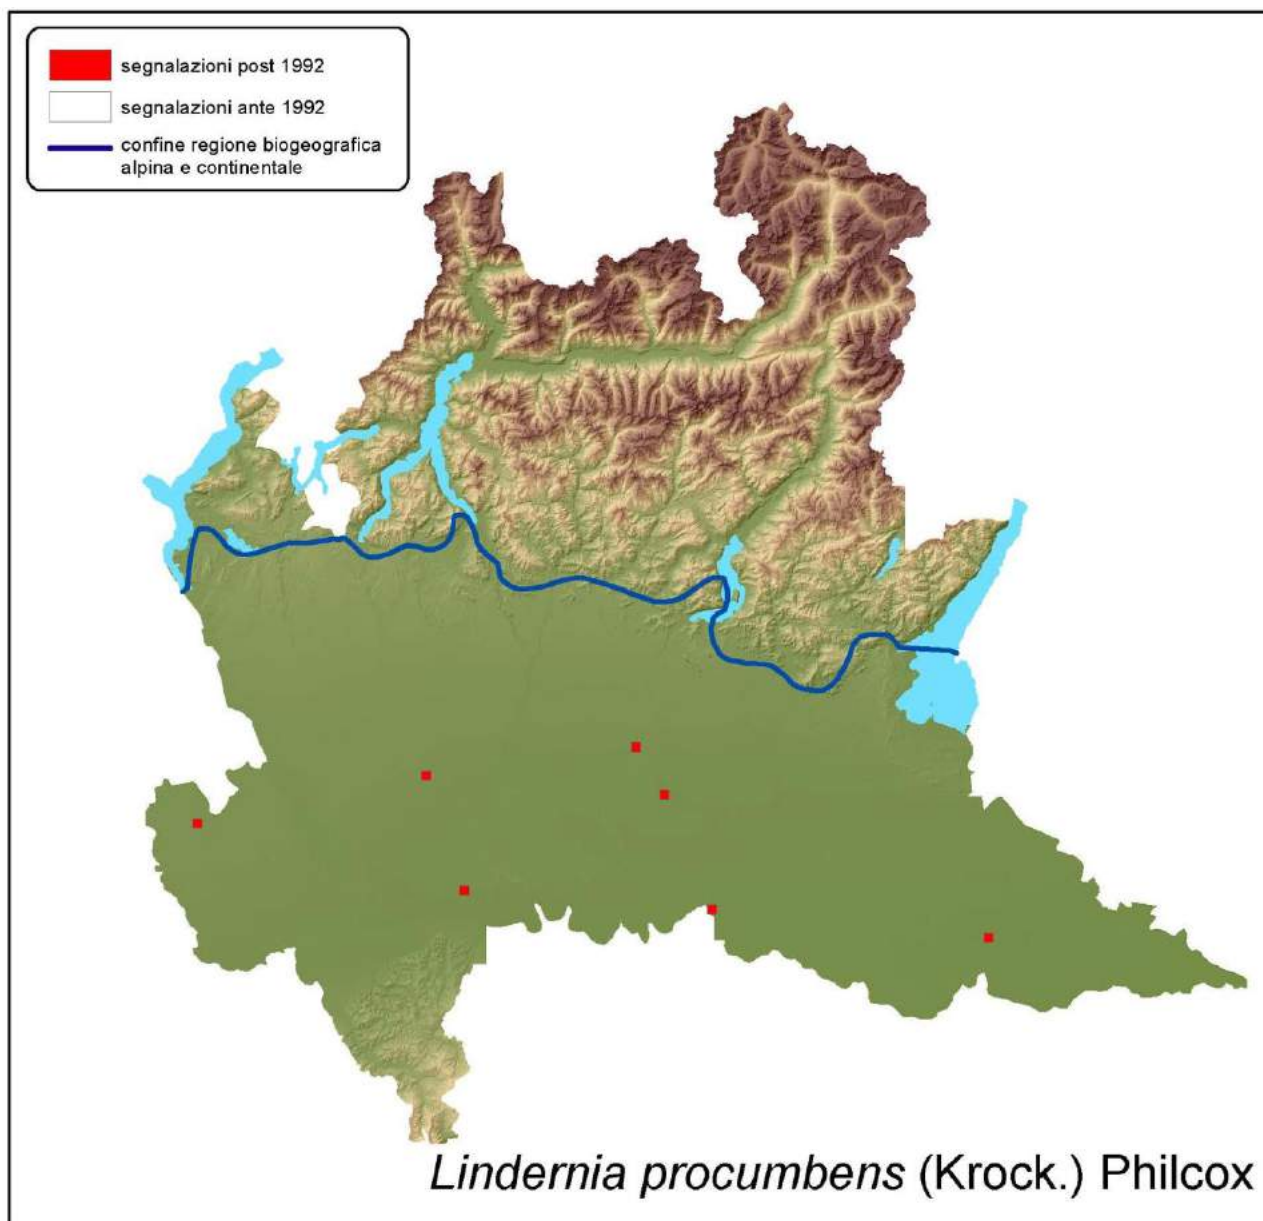 segnalazioni post 1992
segnalazioni ante 1992
confine regione biogeografica
alpina e continentale
Lindernia procumbens (Krock.) Philcox